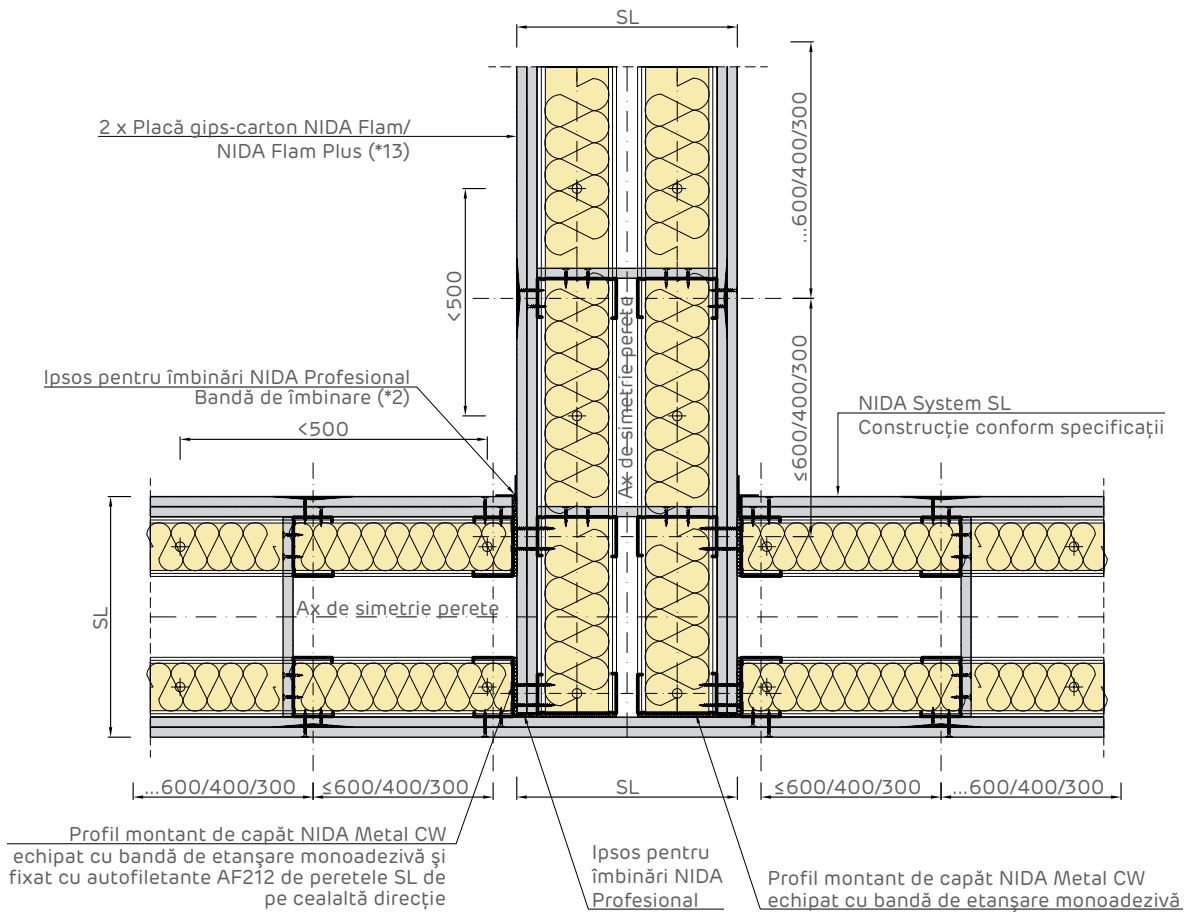 SL
2 x Placă gips-carton NIDA Flam/
NIDA Flam Plus (*13)
...600/400/300
<500
Ax de simetrie perete
≤600/400/300
Ipsos pentru îmbinări NIDA Profesional
Bandă de îmbinare (*2)
<500
NIDA System SL
Construcție conform specificații
SL
Ax de simetrie perete
...600/400/300
≤600/400/300
SL
≤600/400/300
...600/400/300
Profil montant de capăt NIDA Metal CW
echipat cu bandă de etanșare monoadezivă și
fixat cu autofiletante AF212 de peretele SL de
pe cealaltă direcție
Ipsos pentru
îmbinări NIDA
Profesional
Profil montant de capăt NIDA Metal CW
echipat cu bandă de etanșare monoadezivă